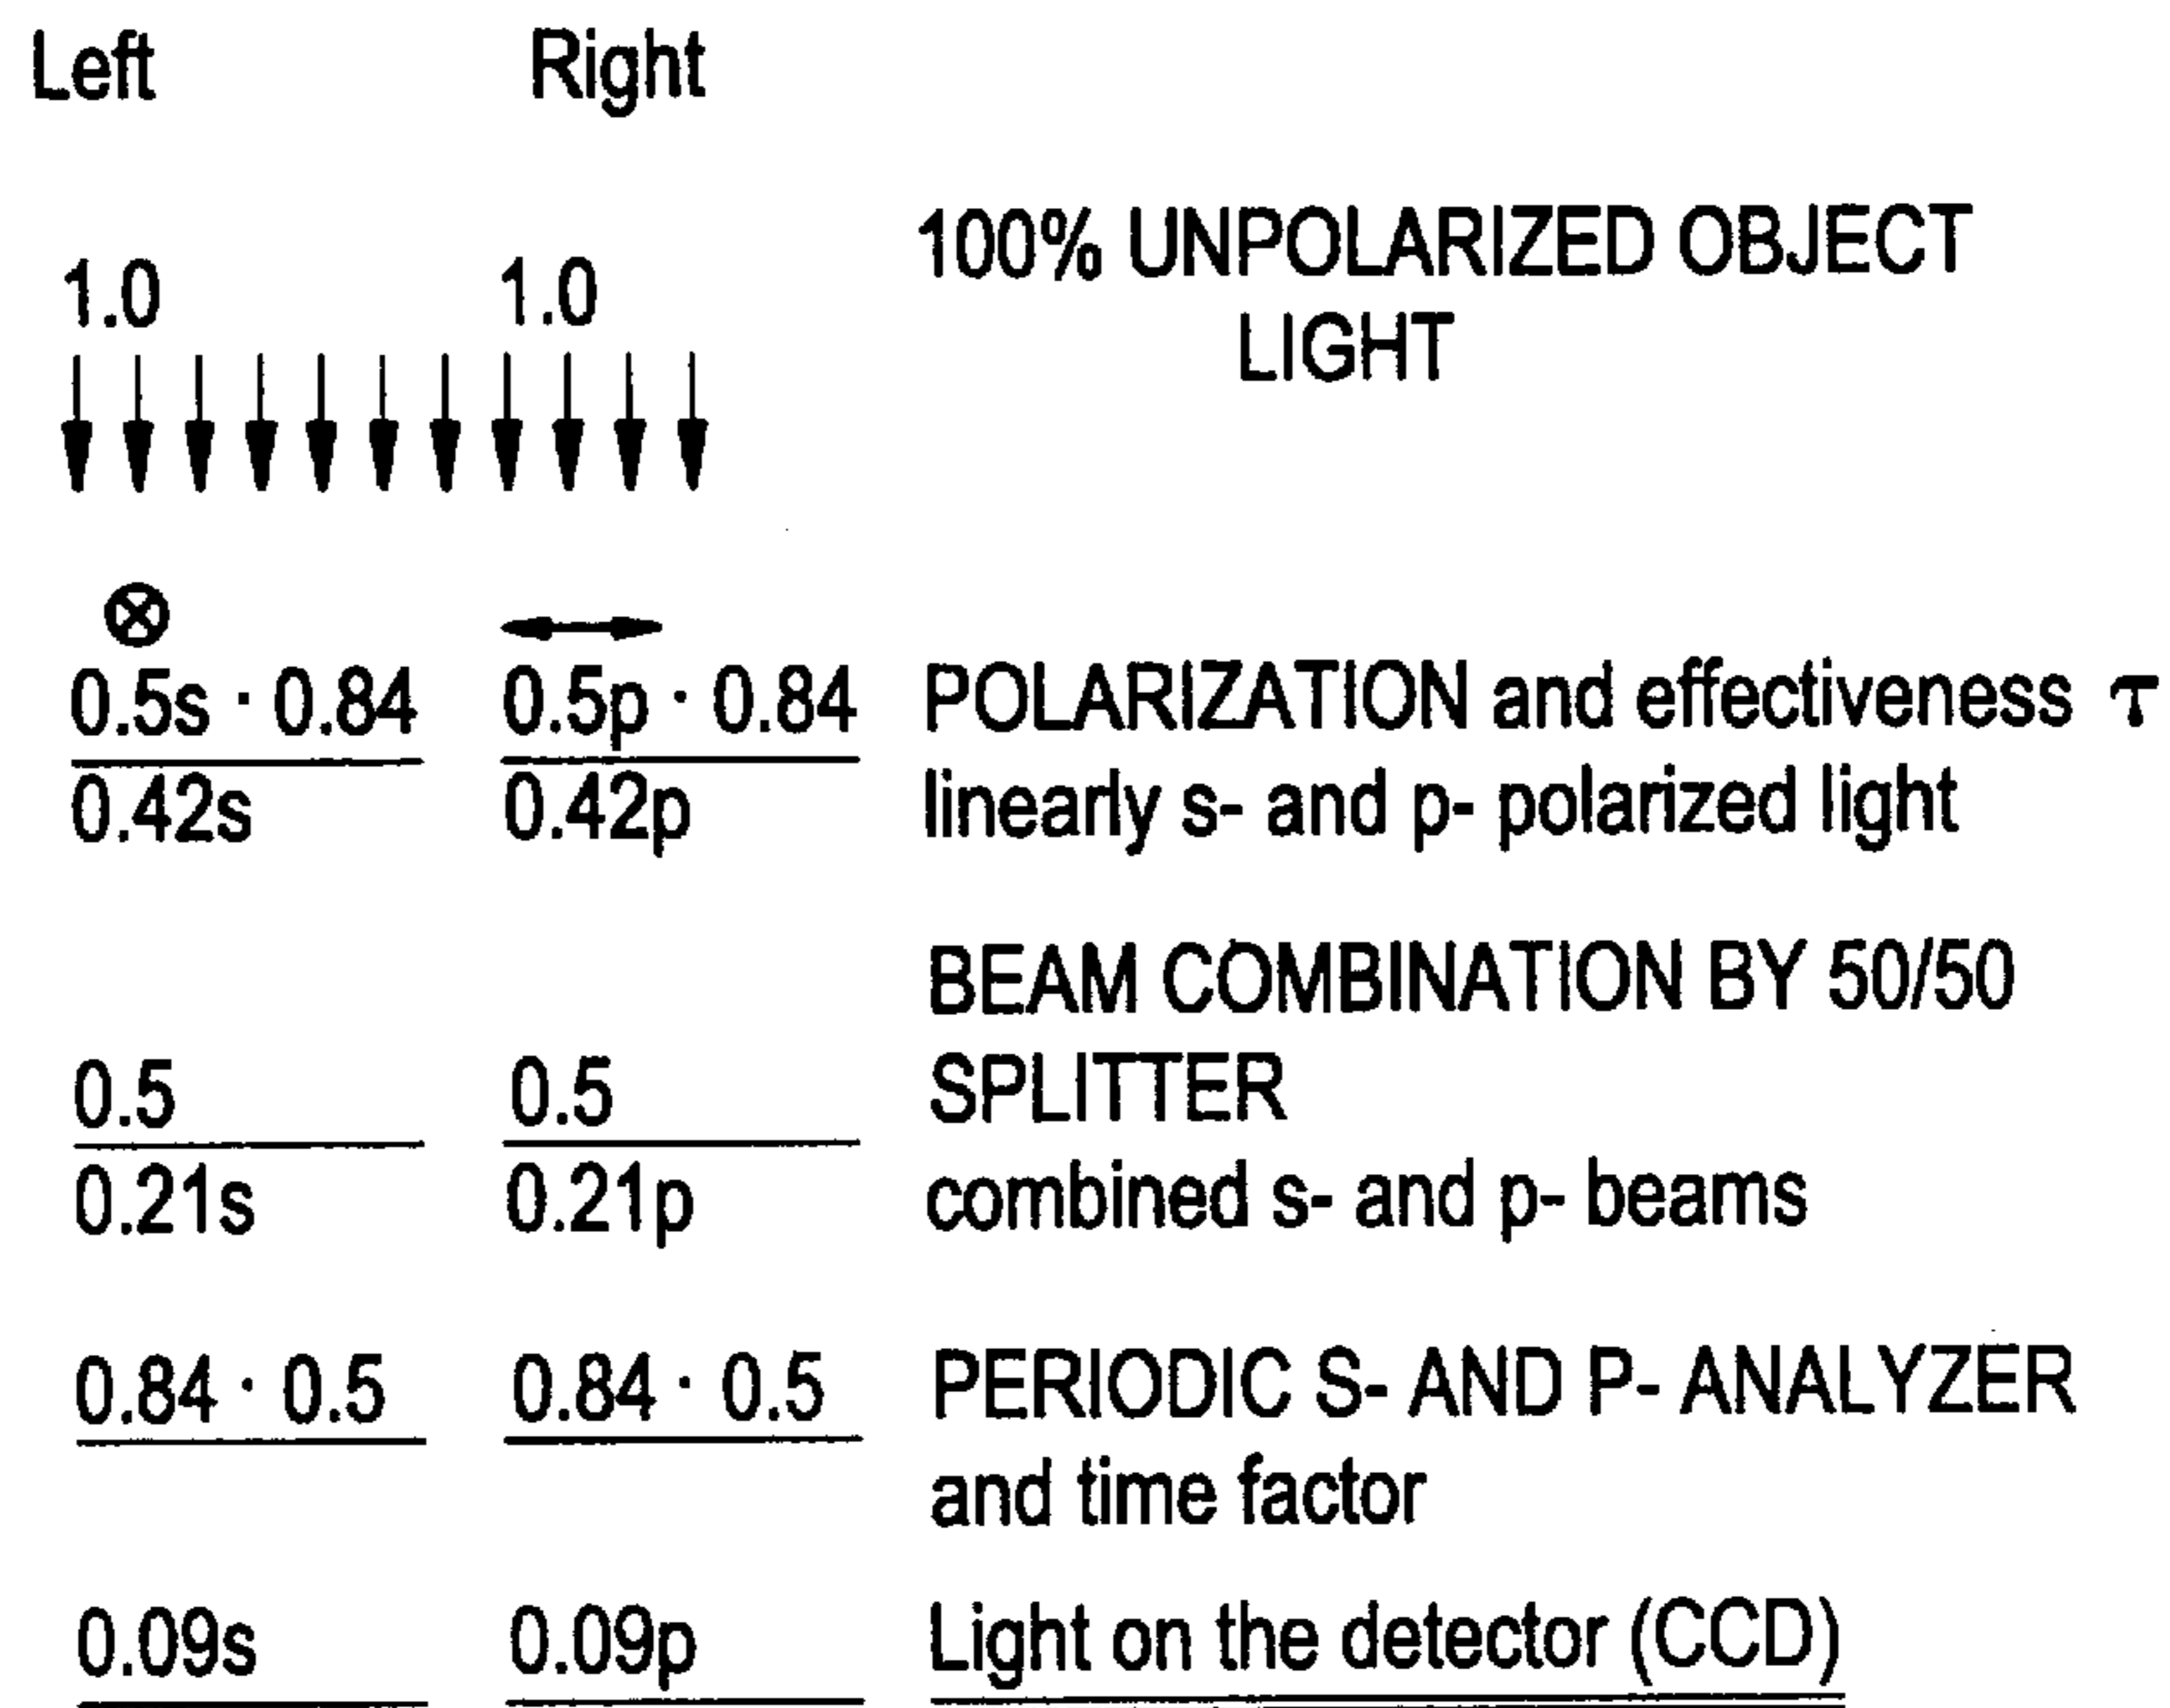 Left Right
1.0 1.0 100% UNPOLARIZED OBJECT
LIGHT
0.5s · 0.84 0.5p · 0.84 POLARIZATION and effectiveness τ
0.42s 0.42p linearly s- and p- polarized light
BEAM COMBINATION BY 50/50
0.5 0.5 SPLITTER
0.21s 0.21p combined s- and p- beams
0.84 · 0.5 0.84 · 0.5 PERIODIC S- AND P- ANALYZER
and time factor
0.09s 0.09p Light on the detector (CCD)